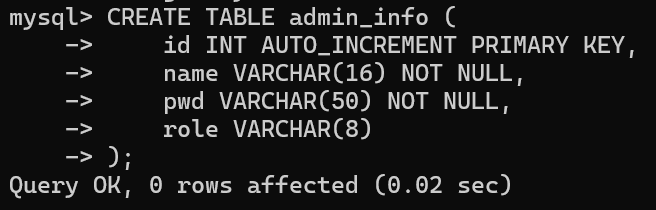 mysql> CREATE TABLE admin_info (
    ->     id INT AUTO_INCREMENT PRIMARY KEY,
    ->     name VARCHAR(16) NOT NULL,
    ->     pwd VARCHAR(50) NOT NULL,
    ->     role VARCHAR(8)
    -> );
Query OK, 0 rows affected (0.02 sec)